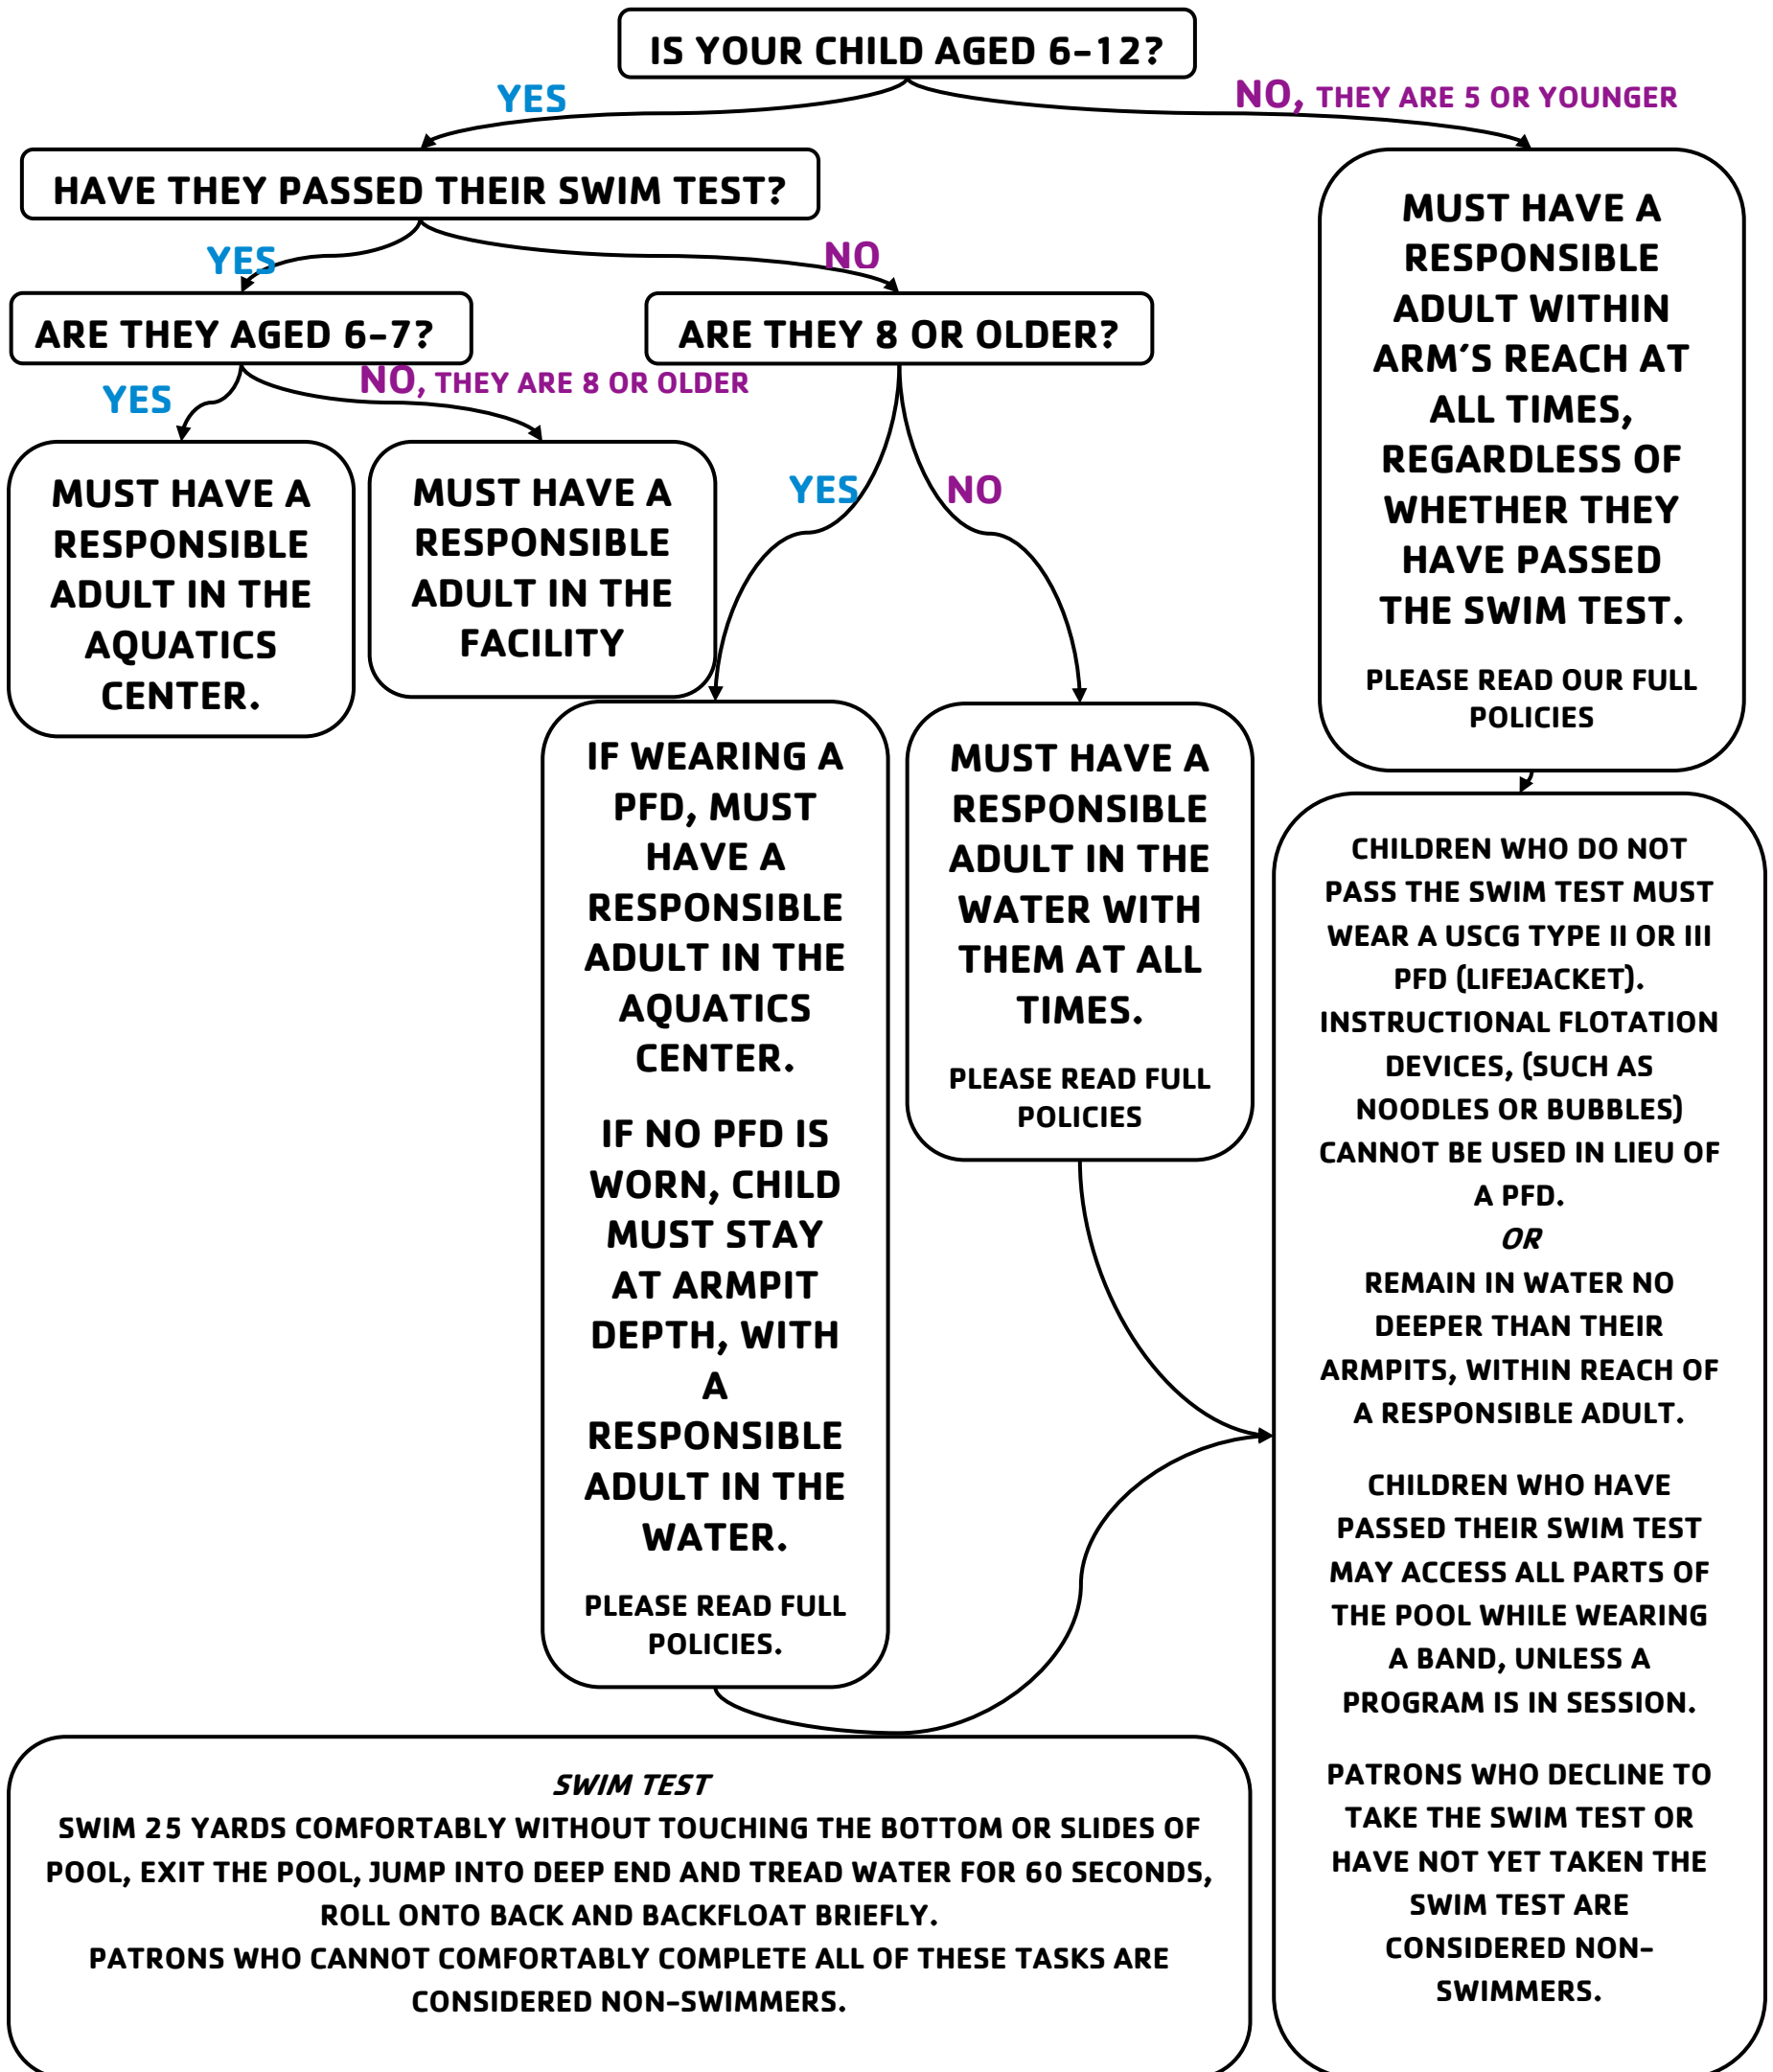 IS YOUR CHILD AGED 6-12?
YES
NO, THEY ARE 5 OR YOUNGER
HAVE THEY PASSED THEIR SWIM TEST?
YES
NO
ARE THEY AGED 6-7?
ARE THEY 8 OR OLDER?
YES
NO, THEY ARE 8 OR OLDER
YES
NO
MUST HAVE A
RESPONSIBLE
ADULT IN THE
AQUATICS
CENTER.
MUST HAVE A
RESPONSIBLE
ADULT IN THE
FACILITY
IF WEARING A
PFD, MUST
HAVE A
RESPONSIBLE
ADULT IN THE
AQUATICS
CENTER.
IF NO PFD IS
WORN, CHILD
MUST STAY
AT ARMPIT
DEPTH, WITH
A
RESPONSIBLE
ADULT IN THE
WATER.
PLEASE READ FULL
POLICIES.
MUST HAVE A
RESPONSIBLE
ADULT IN THE
WATER WITH
THEM AT ALL
TIMES.
PLEASE READ FULL
POLICIES
MUST HAVE A
RESPONSIBLE
ADULT WITHIN
ARM'S REACH AT
ALL TIMES,
REGARDLESS OF
WHETHER THEY
HAVE PASSED
THE SWIM TEST.
PLEASE READ OUR FULL
POLICIES
CHILDREN WHO DO NOT
PASS THE SWIM TEST MUST
WEAR A USCG TYPE II OR III
PFD (LIFEJACKET).
INSTRUCTIONAL FLOTATION
DEVICES, (SUCH AS
NOODLES OR BUBBLES)
CANNOT BE USED IN LIEU OF
A PFD.
OR
REMAIN IN WATER NO
DEEPER THAN THEIR
ARMPITS, WITHIN REACH OF
A RESPONSIBLE ADULT.
CHILDREN WHO HAVE
PASSED THEIR SWIM TEST
MAY ACCESS ALL PARTS OF
THE POOL WHILE WEARING
A BAND, UNLESS A
PROGRAM IS IN SESSION.
PATRONS WHO DECLINE TO
TAKE THE SWIM TEST OR
HAVE NOT YET TAKEN THE
SWIM TEST ARE
CONSIDERED NON-
SWIMMERS.
SWIM TEST
SWIM 25 YARDS COMFORTABLY WITHOUT TOUCHING THE BOTTOM OR SLIDES OF
POOL, EXIT THE POOL, JUMP INTO DEEP END AND TREAD WATER FOR 60 SECONDS,
ROLL ONTO BACK AND BACKFLOAT BRIEFLY.
PATRONS WHO CANNOT COMFORTABLY COMPLETE ALL OF THESE TASKS ARE
CONSIDERED NON-SWIMMERS.